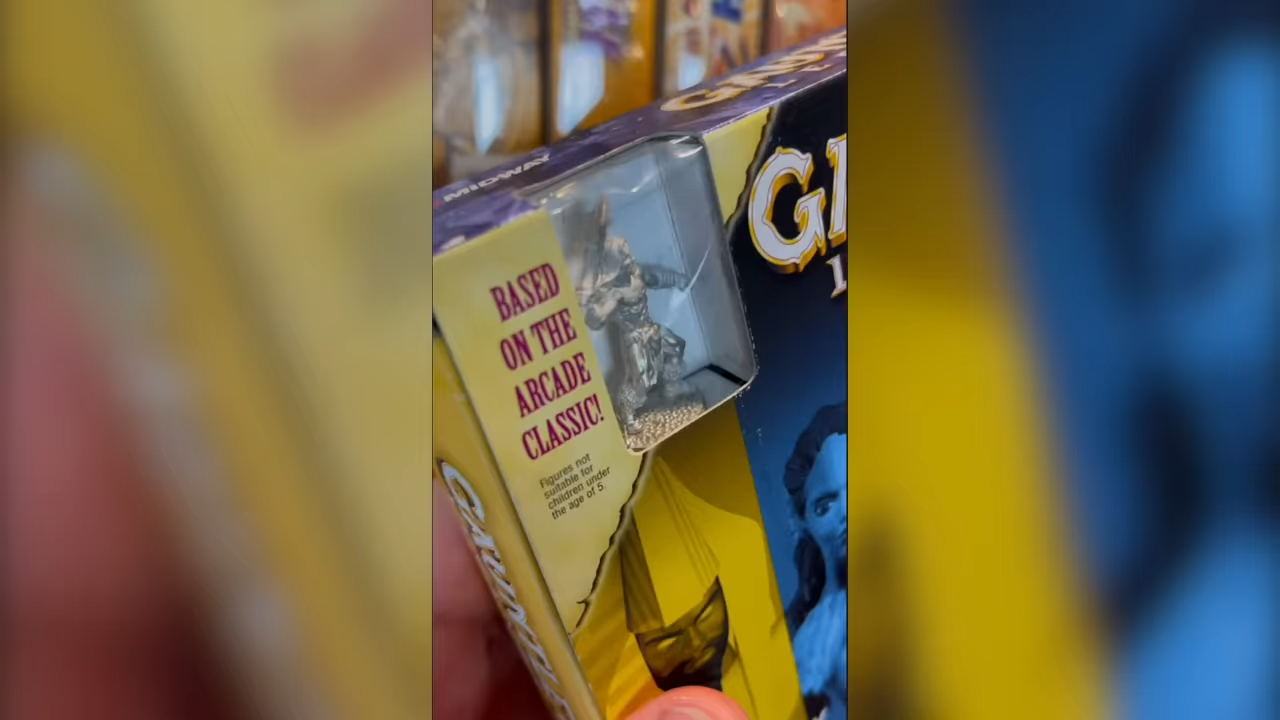 MIDWAY
BASED
ON THE
ARCADE
CLASSIC!
Figures not
suitable for
children under
the age of 5.